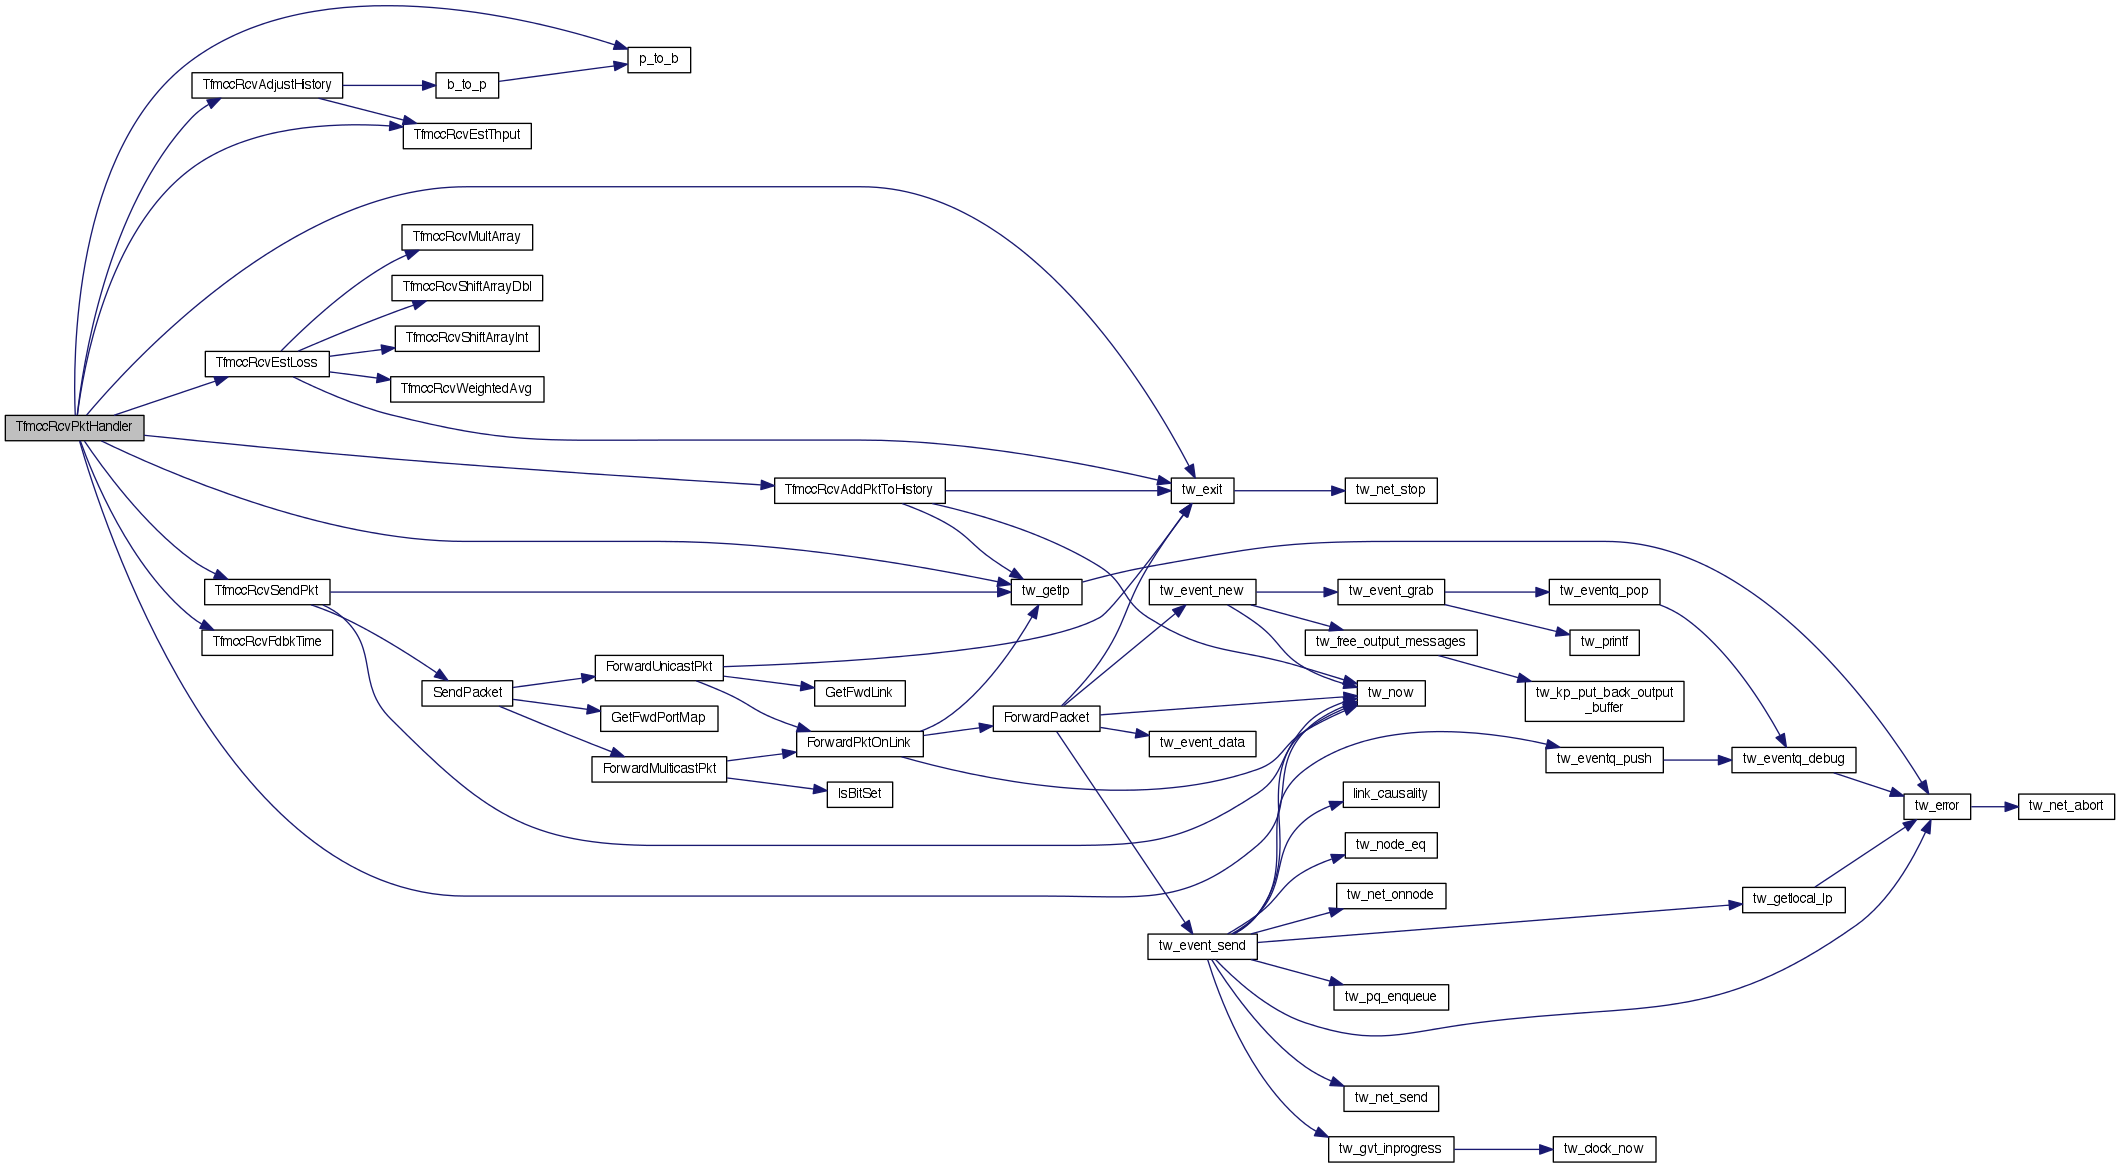 p_to_b
TfmccRcvAdjustHistory
b_to_p
TfmccRcvEstThput
TfmccRcvMultArray
TfmccRcvShiftArrayDbl
TfmccRcvShiftArrayInt
TfmccRcvEstLoss
TfmccRcvWeightedAvg
TfmccRcvPktHandler
TfmccRcvAddPktToHistory
tw_exit
tw_net_stop
TfmccRcvSendPkt
tw_getlp
tw_event_new
tw_event_grab
tw_eventq_pop
TfmccRcvFdbkTime
tw_free_output_messages
tw_printf
ForwardUnicastPkt
SendPacket
GetFwdLink
tw_now
tw_kp_put_back_output
_buffer
GetFwdPortMap
ForwardPacket
ForwardPktOnLink
tw_event_data
ForwardMulticastPkt
tw_eventq_push
tw_eventq_debug
IsBitSet
link_causality
tw_error
tw_net_abort
tw_node_eq
tw_net_onnode
tw_getlocal_lp
tw_event_send
tw_pq_enqueue
tw_net_send
tw_gvt_inprogress
tw_clock_now